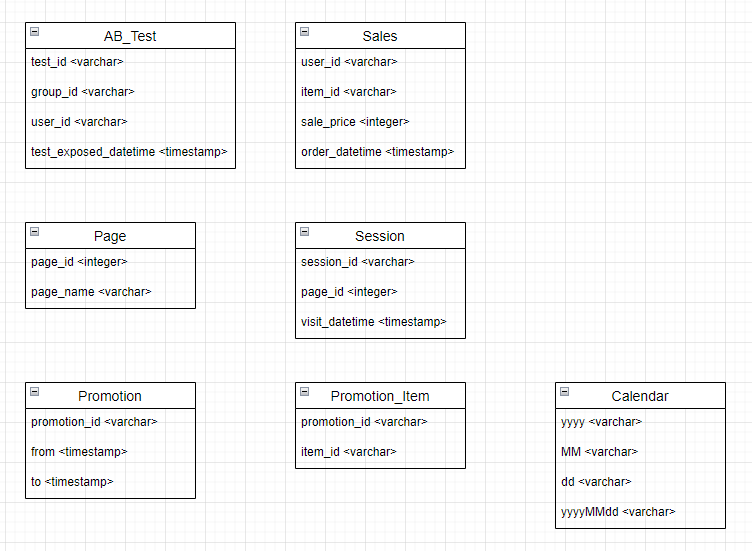 AB_Test
test_id <varchar>
group_id <varchar>
user_id <varchar>
test_exposed_datetime <timestamp>
Sales
user_id <varchar>
item_id <varchar>
sale_price <integer>
order_datetime <timestamp>
Page
page_id <integer>
page_name <varchar>
Session
session_id <varchar>
page_id <integer>
visit_datetime <timestamp>
Promotion
promotion_id <varchar>
from <timestamp>
to <timestamp>
Promotion_Item
promotion_id <varchar>
item_id <varchar>
Calendar
yyyy <varchar>
MM <varchar>
dd <varchar>
yyyyMMdd <varchar>